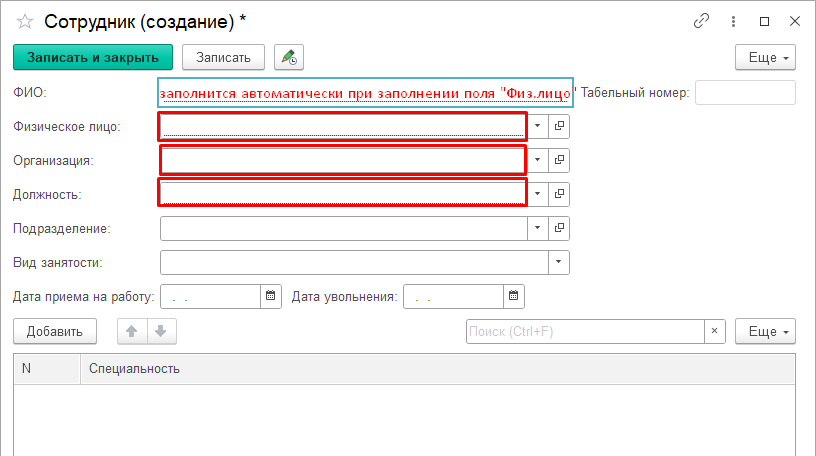 Сотрудник (создание) *
Записать и закрыть Записать Еще
ФИО: заполнится автоматически при заполнении поля "Физ.лицо" Табельный номер:
Физическое лицо:
Организация:
Должность:
Подразделение:
Вид занятости:
Дата приема на работу: . . Дата увольнения: . .
Добавить Поиск (Ctrl+F) × Еще
N Специальность